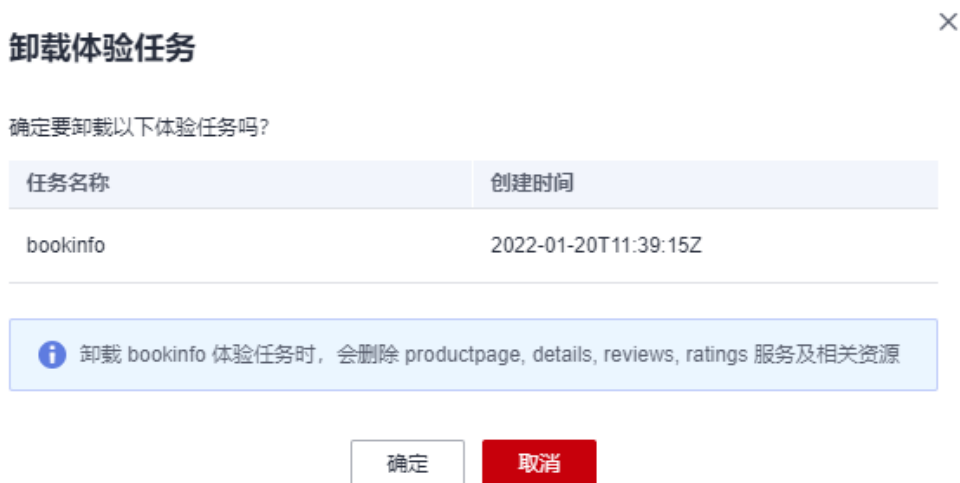 卸载体验任务
确定要卸载以下体验任务吗?
任务名称 创建时间
bookinfo 2022-01-20T11:39:15Z
卸载 bookinfo 体验任务时，会删除 productpage, details, reviews, ratings 服务及相关资源
确定 取消